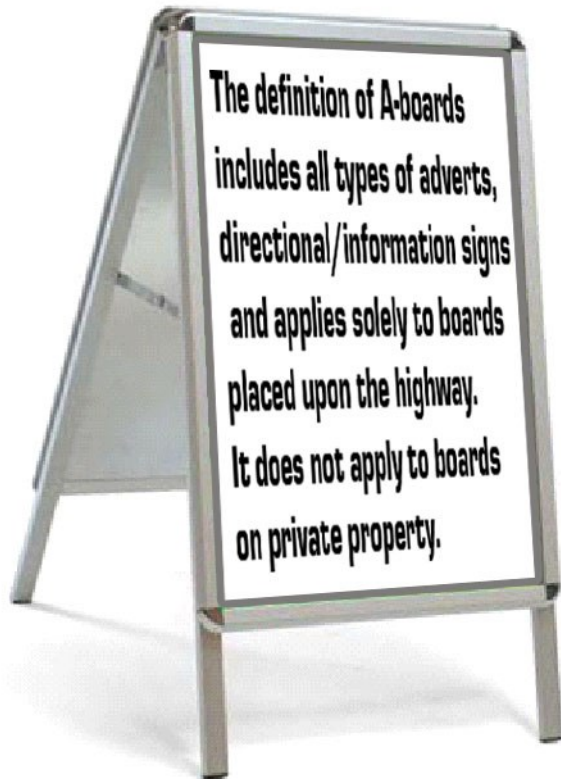 The definition of A-boards
includes all types of adverts,
directional/information signs
and applies solely to boards
placed upon the highway.
It does not apply to boards
on private property.